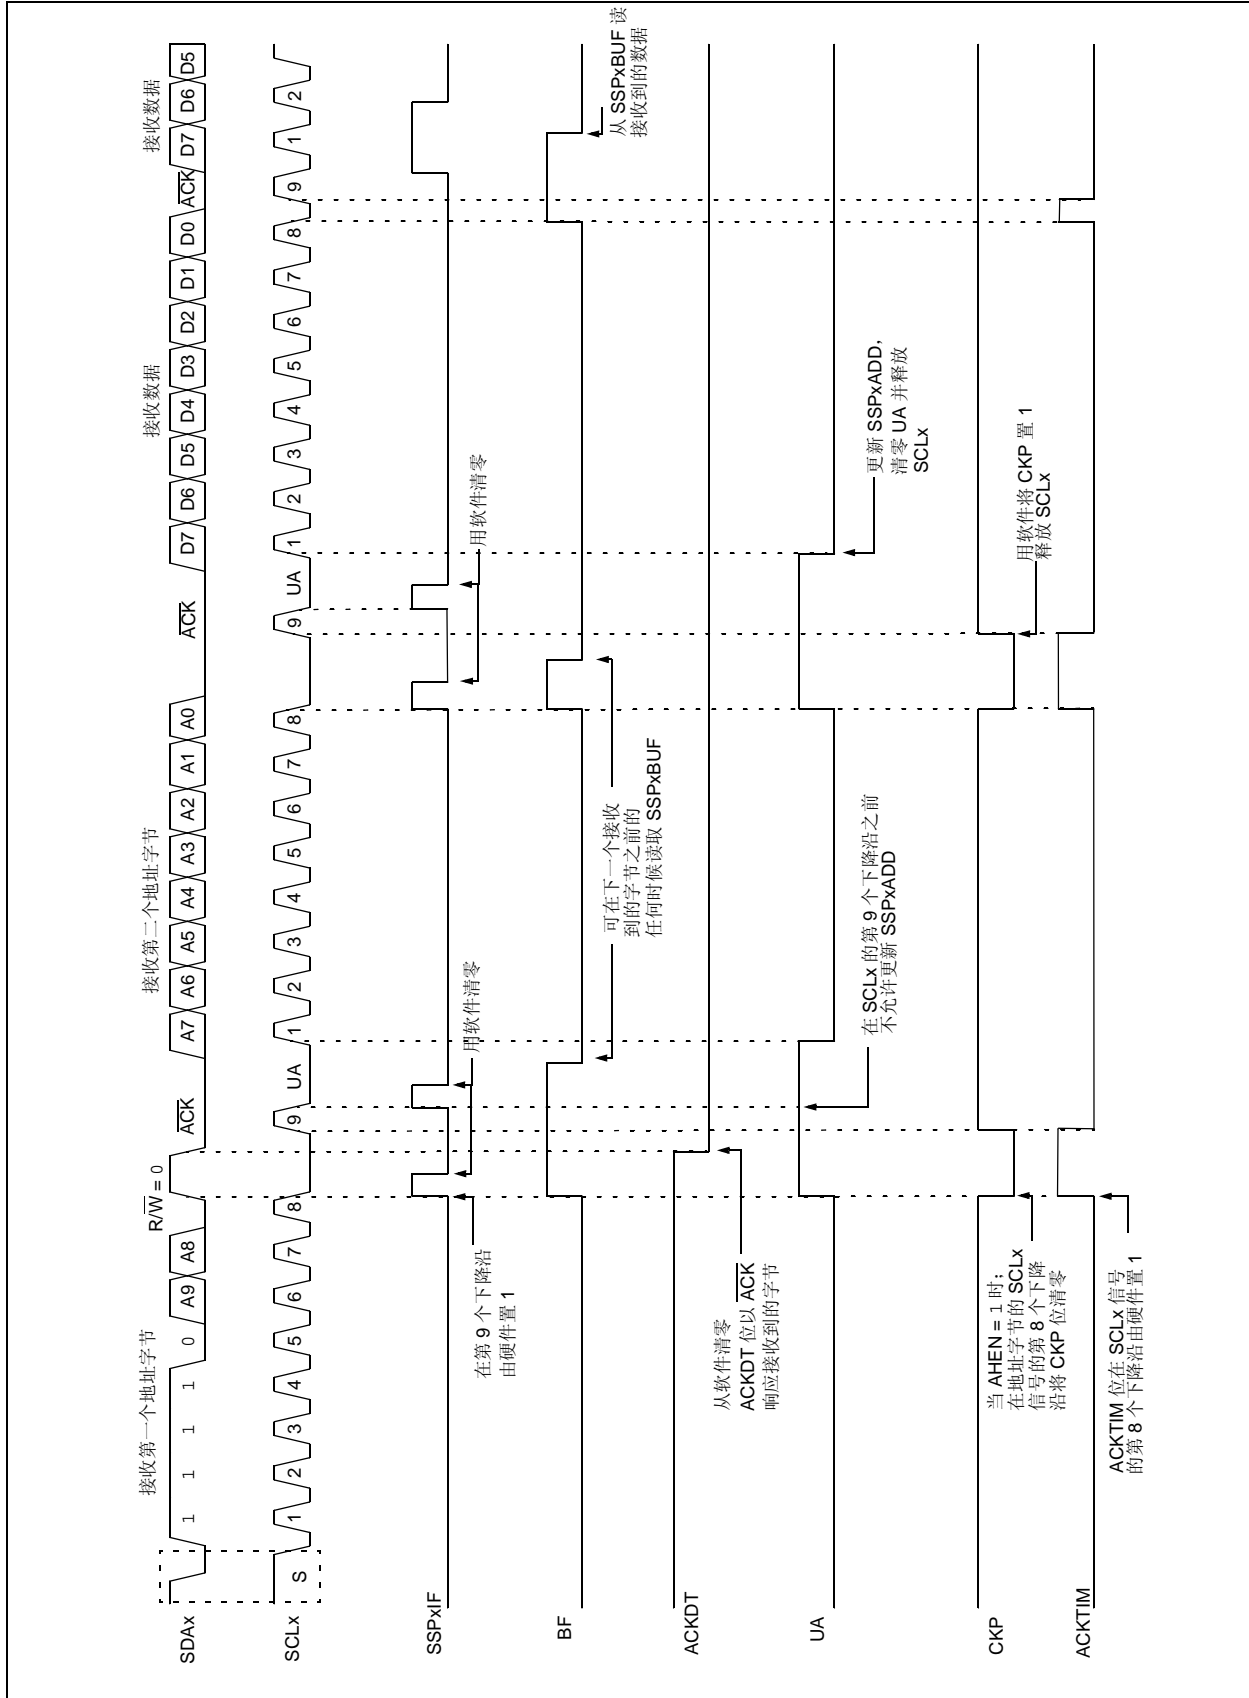 接收第一个地址字节
R/W = 0
接收第二个地址字节
接收数据
接收数据
SDAx
1 1 1 1 0 A9 A8 ACK A7 A6 A5 A4 A3 A2 A1 A0 ACK D7 D6 D5 D4 D3 D2 D1 D0 ACK D7 D6 D5
SCLx
S 1 2 3 4 5 6 7 8 9 UA 1 2 3 4 5 6 7 8 9 UA 1 2 3 4 5 6 7 8 9 1 2
SSPxIF
在第 9 个下降沿
由硬件置 1
用软件清零
用软件清零
BF
可在下一个接收
到的字节之前的
任何时候读取 SSPxBUF
从 SSPxBUF 读
接收到的数据
ACKDT
从软件清零
ACKDT 位以 ACK
响应接收到的字节
UA
在 SCLx 的第 9 个下降沿之前
不允许更新 SSPxADD
更新 SSPxADD,
清零 UA 并释放
SCLx
CKP
当 AHEN = 1 时;
在地址字节的 SCLx
信号的第 8 个下降
沿将 CKP 位清零
用软件将 CKP 置 1
释放 SCLx
ACKTIM
ACKTIM 位在 SCLx 信号
的第 8 个下降沿由硬件置 1